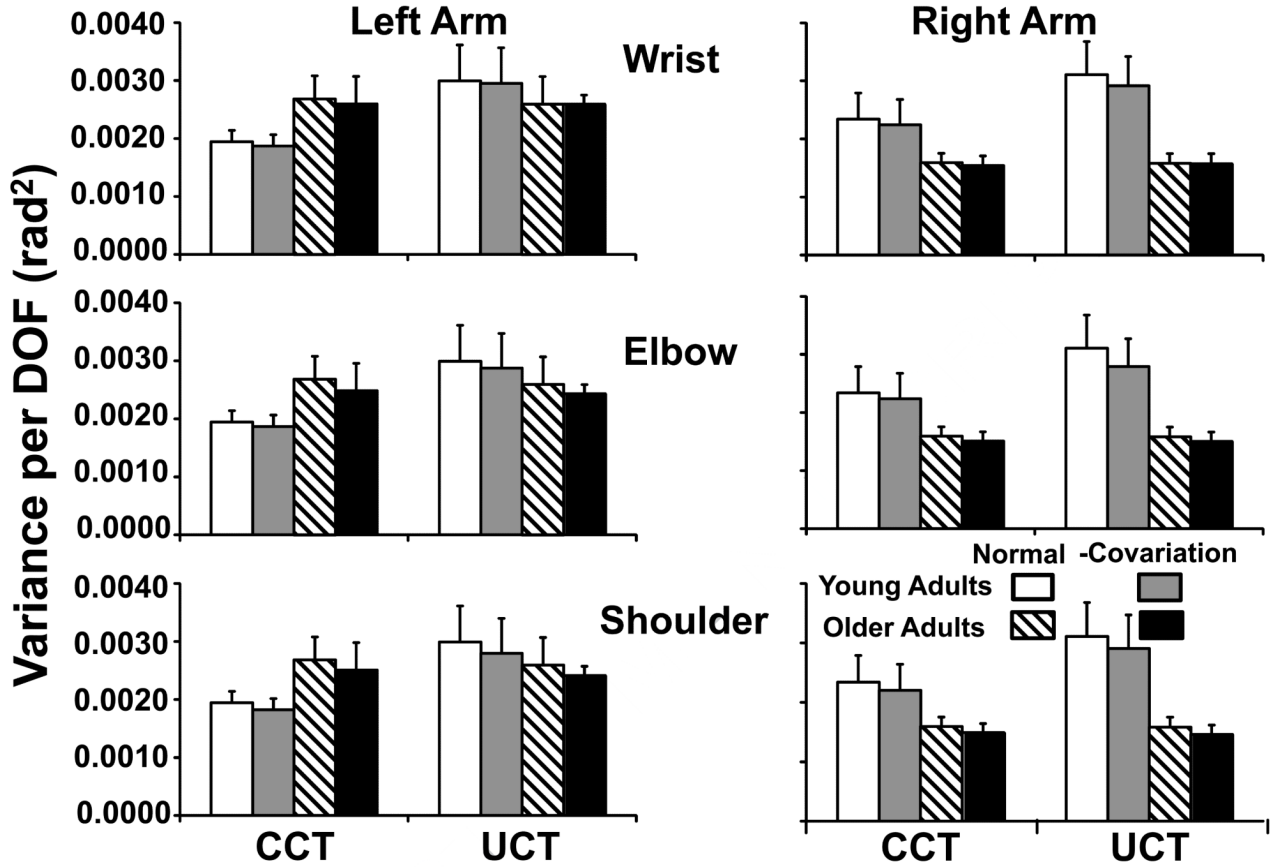 Left Arm
Right Arm
Variance per DOF (rad²)
0.0040
0.0030
0.0020
0.0010
0.0000
Wrist
0.0040
0.0030
0.0020
0.0010
0.0000
Elbow
Normal -Covariation
Young Adults
Older Adults
0.0040
0.0030
0.0020
0.0010
0.0000
Shoulder
CCT UCT
CCT UCT